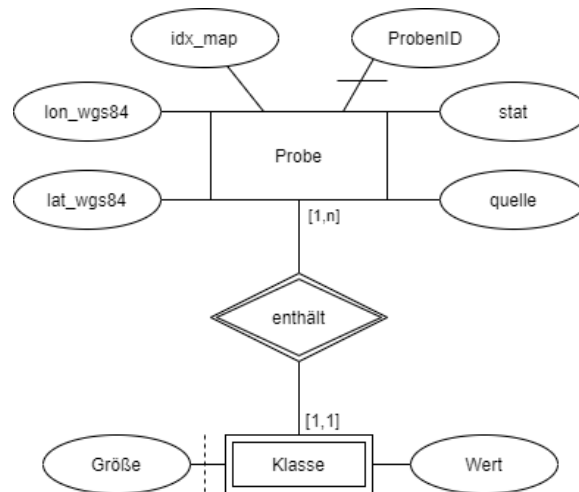 idx_map
ProbenID
lon_wgs84
stat
Probe
lat_wgs84
quelle
[1,n]
enthält
[1,1]
Größe
Klasse
Wert